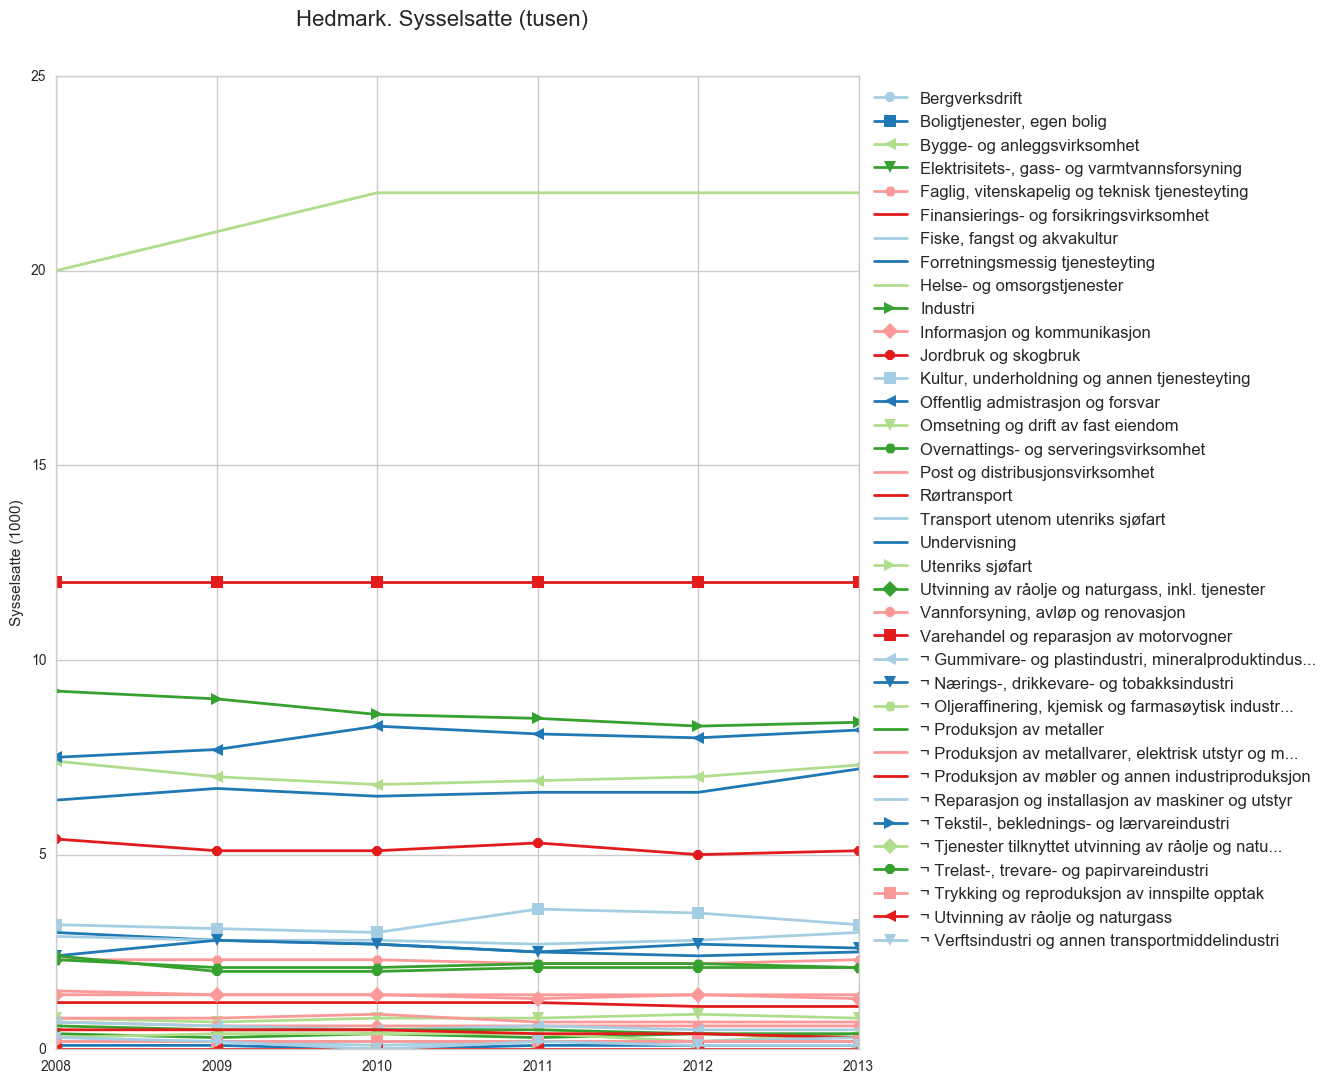 Hedmark. Sysselsatte (tusen)
25
20
15
10
5
0
Sysselsatte (1000)
2008
2009
2010
2011
2012
2013
Bergverksdrift
Boligtjenester, egen bolig
Bygge- og anleggsvirksomhet
Elektrisitets-, gass- og varmtvannsforsyning
Faglig, vitenskapelig og teknisk tjenesteyting
Finansierings- og forsikringsvirksomhet
Fiske, fangst og akvakultur
Forretningsmessig tjenesteyting
Helse- og omsorgstjenester
Industri
Informasjon og kommunikasjon
Jordbruk og skogbruk
Kultur, underholdning og annen tjenesteyting
Offentlig admistrasjon og forsvar
Omsetning og drift av fast eiendom
Overnattings- og serveringsvirksomhet
Post og distribusjonsvirksomhet
Rørtransport
Transport utenom utenriks sjøfart
Undervisning
Utenriks sjøfart
Utvinning av råolje og naturgass, inkl. tjenester
Vannforsyning, avløp og renovasjon
Varehandel og reparasjon av motorvogner
¬ Gummivare- og plastindustri, mineralproduktindus...
¬ Nærings-, drikkevare- og tobakksindustri
¬ Oljeraffinering, kjemisk og farmasøytisk industr...
¬ Produksjon av metaller
¬ Produksjon av metallvarer, elektrisk utstyr og m...
¬ Produksjon av møbler og annen industriproduksjon
¬ Reparasjon og installasjon av maskiner og utstyr
¬ Tekstil-, beklednings- og lærvareindustri
¬ Tjenester tilknyttet utvinning av råolje og natu...
¬ Trelast-, trevare- og papirvareindustri
¬ Trykking og reproduksjon av innspilte opptak
¬ Utvinning av råolje og naturgass
¬ Verftsindustri og annen transportmiddelindustri